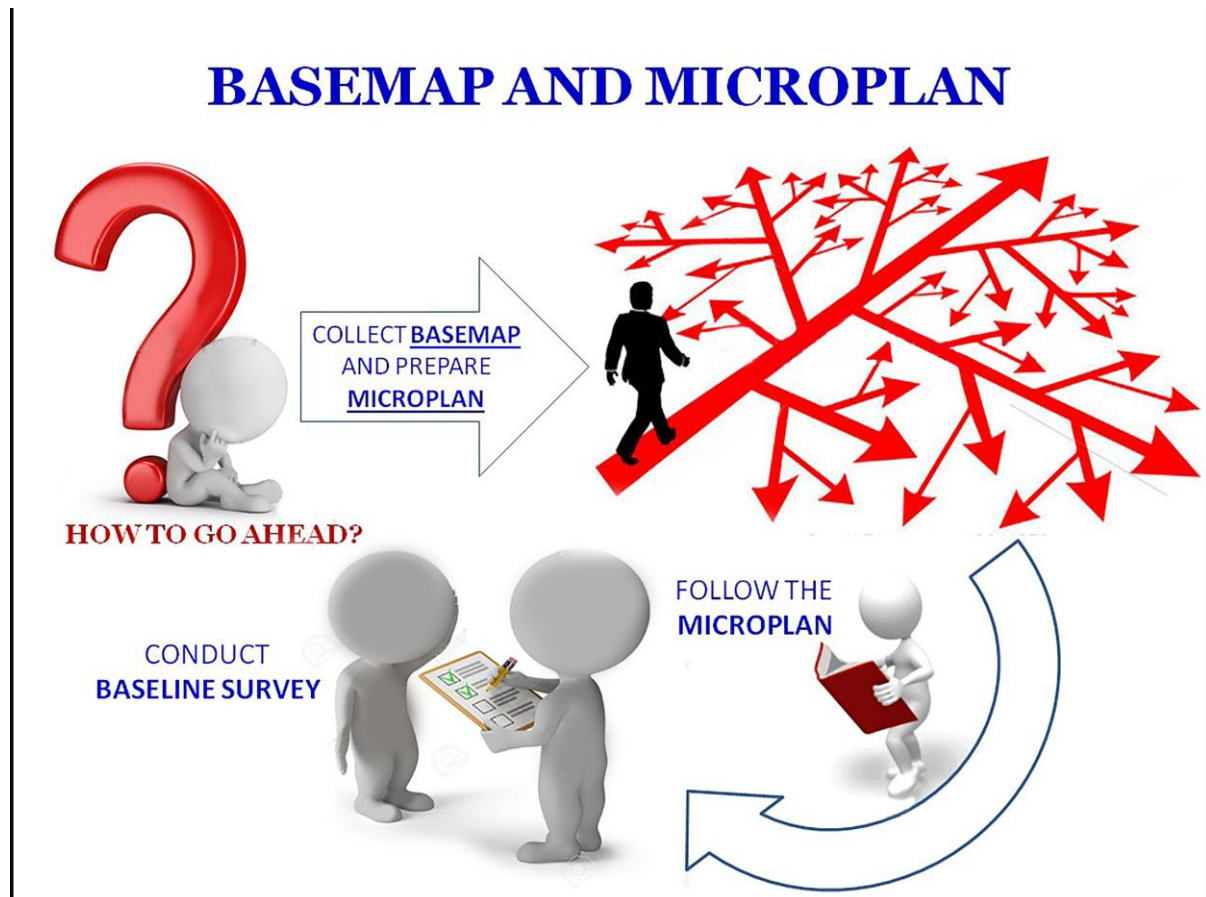 BASEMAP AND MICROPLAN
COLLECT BASEMAP
AND PREPARE
MICROPLAN
HOW TO GO AHEAD?
FOLLOW THE
MICROPLAN
CONDUCT
BASELINE SURVEY